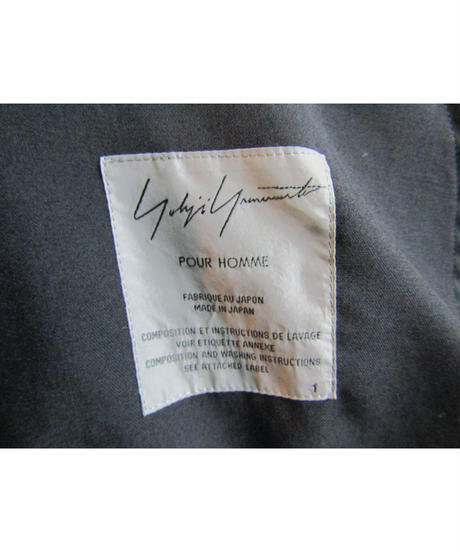 Yohji Yamamoto
POUR HOMME
FABRIQUE AU JAPON
MADE IN JAPAN
COMPOSITION ET INSTRUCTIONS DE LAVAGE
VOIR ETIQUETTE ANNEXE
COMPOSITION AND WASHING INSTRUCTIONS
SEE ATTACHED LABEL
1